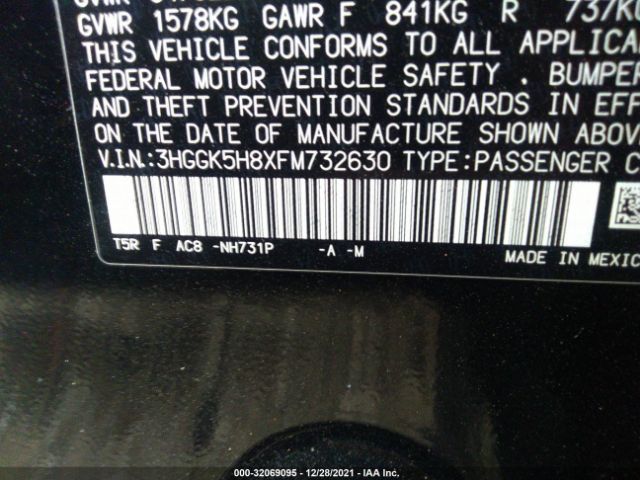 GVWR 1578KG GAWR F 841KG R 737KG
THIS VEHICLE CONFORMS TO ALL APPLICA
FEDERAL MOTOR VEHICLE SAFETY , BUMPER
AND THEFT PREVENTION STANDARDS IN EFF
ON THE DATE OF MANUFACTURE SHOWN ABOV
V.I.N.:3HGGK5H8XFM732630 TYPE:PASSENGER C
T5R F AC8 -NH731P -A -M
MADE IN MEXIC
000-32069095 - 12/28/2021 - IAA Inc.